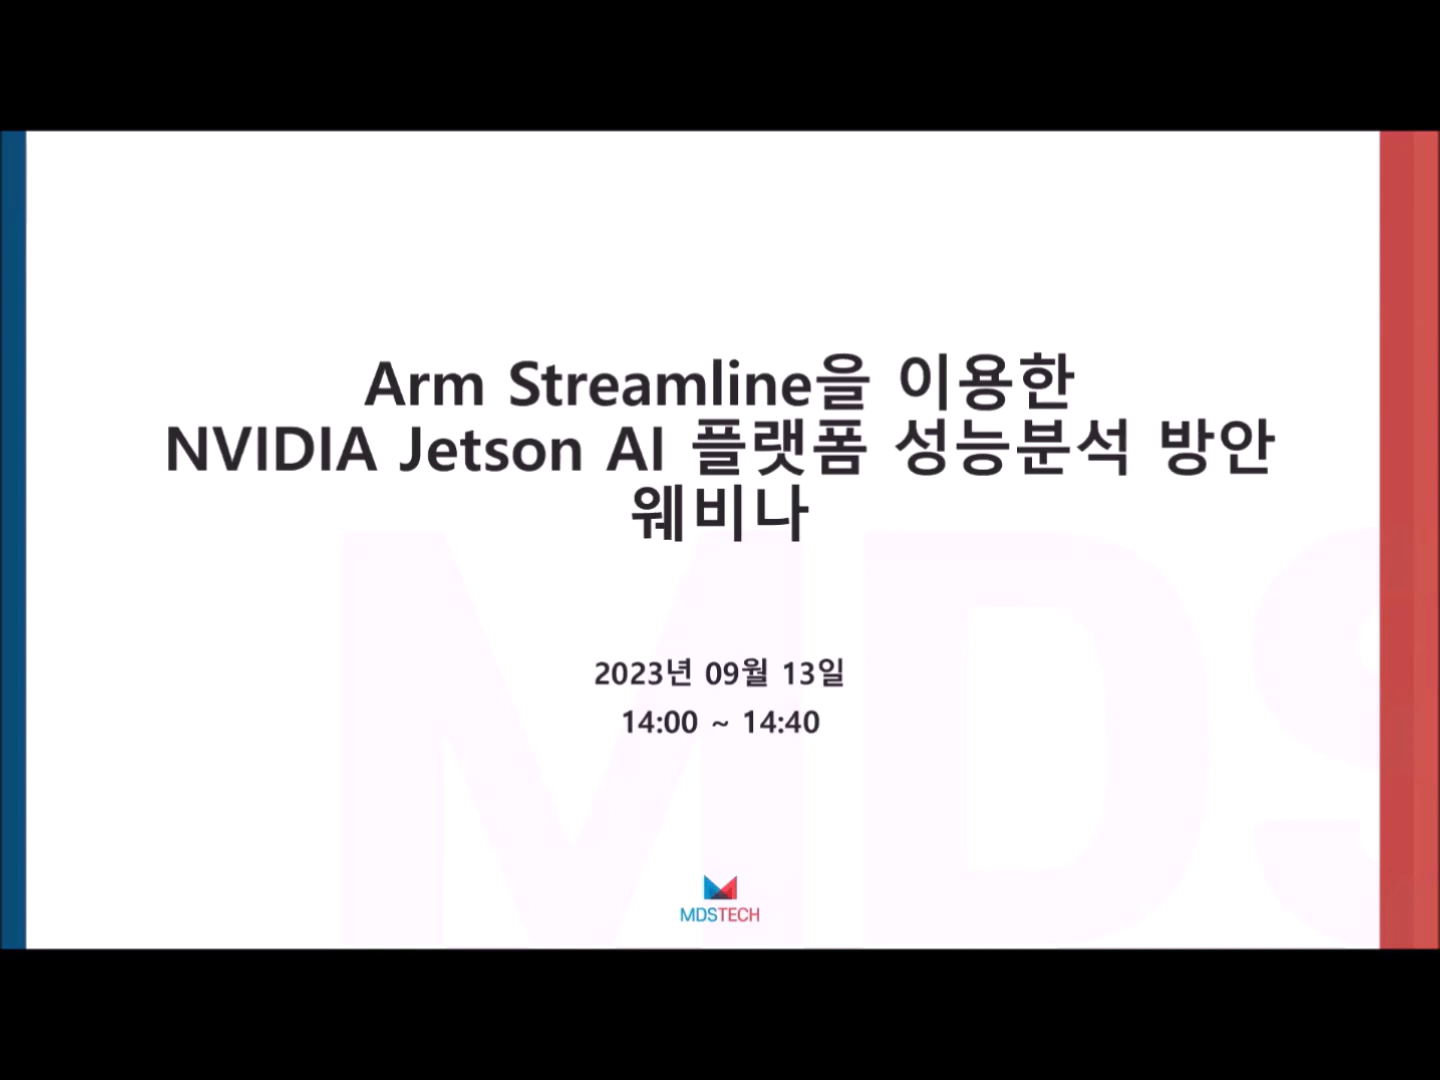 Arm Streamline을 이용한
NVIDIA Jetson AI 플랫폼 성능분석 방안
웨비나
2023년 09월 13일
14:00 ~ 14:40
MDS
MDSTECH